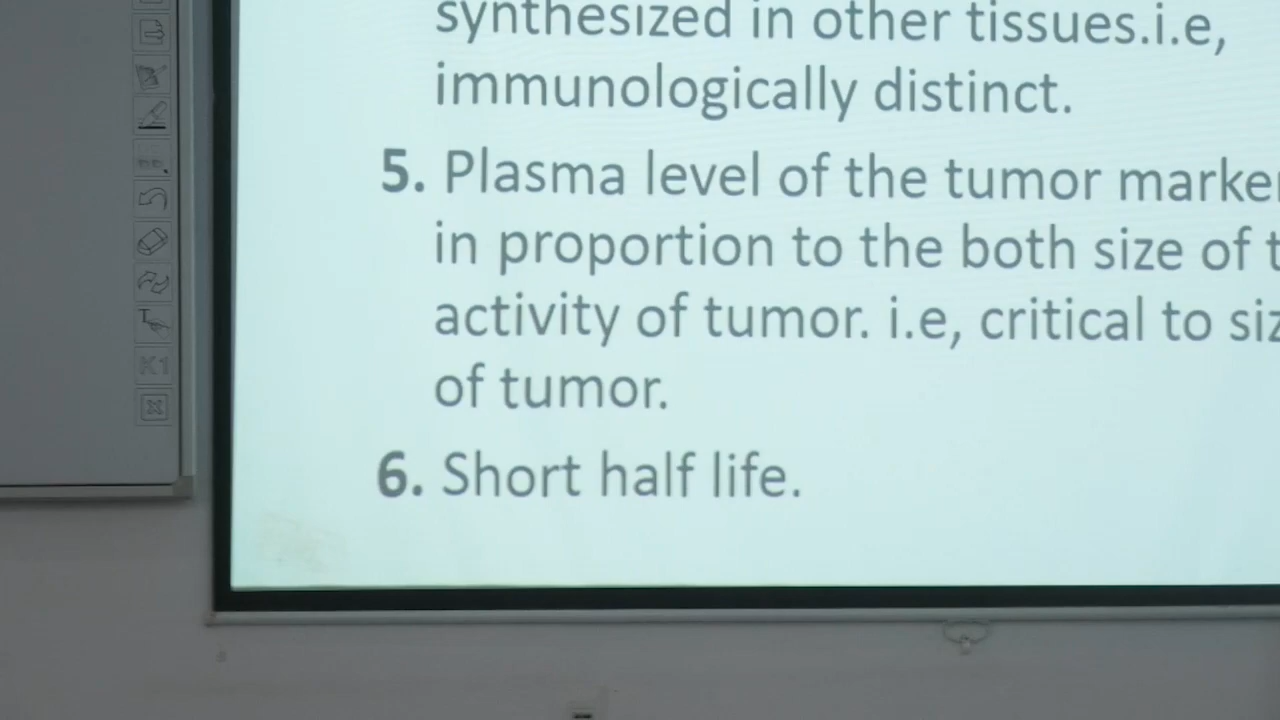 synthesized in other tissues.i.e,
immunologically distinct.
5. Plasma level of the tumor marker
in proportion to the both size of
activity of tumor. i.e, critical to
of tumor.
6. Short half life.
K1